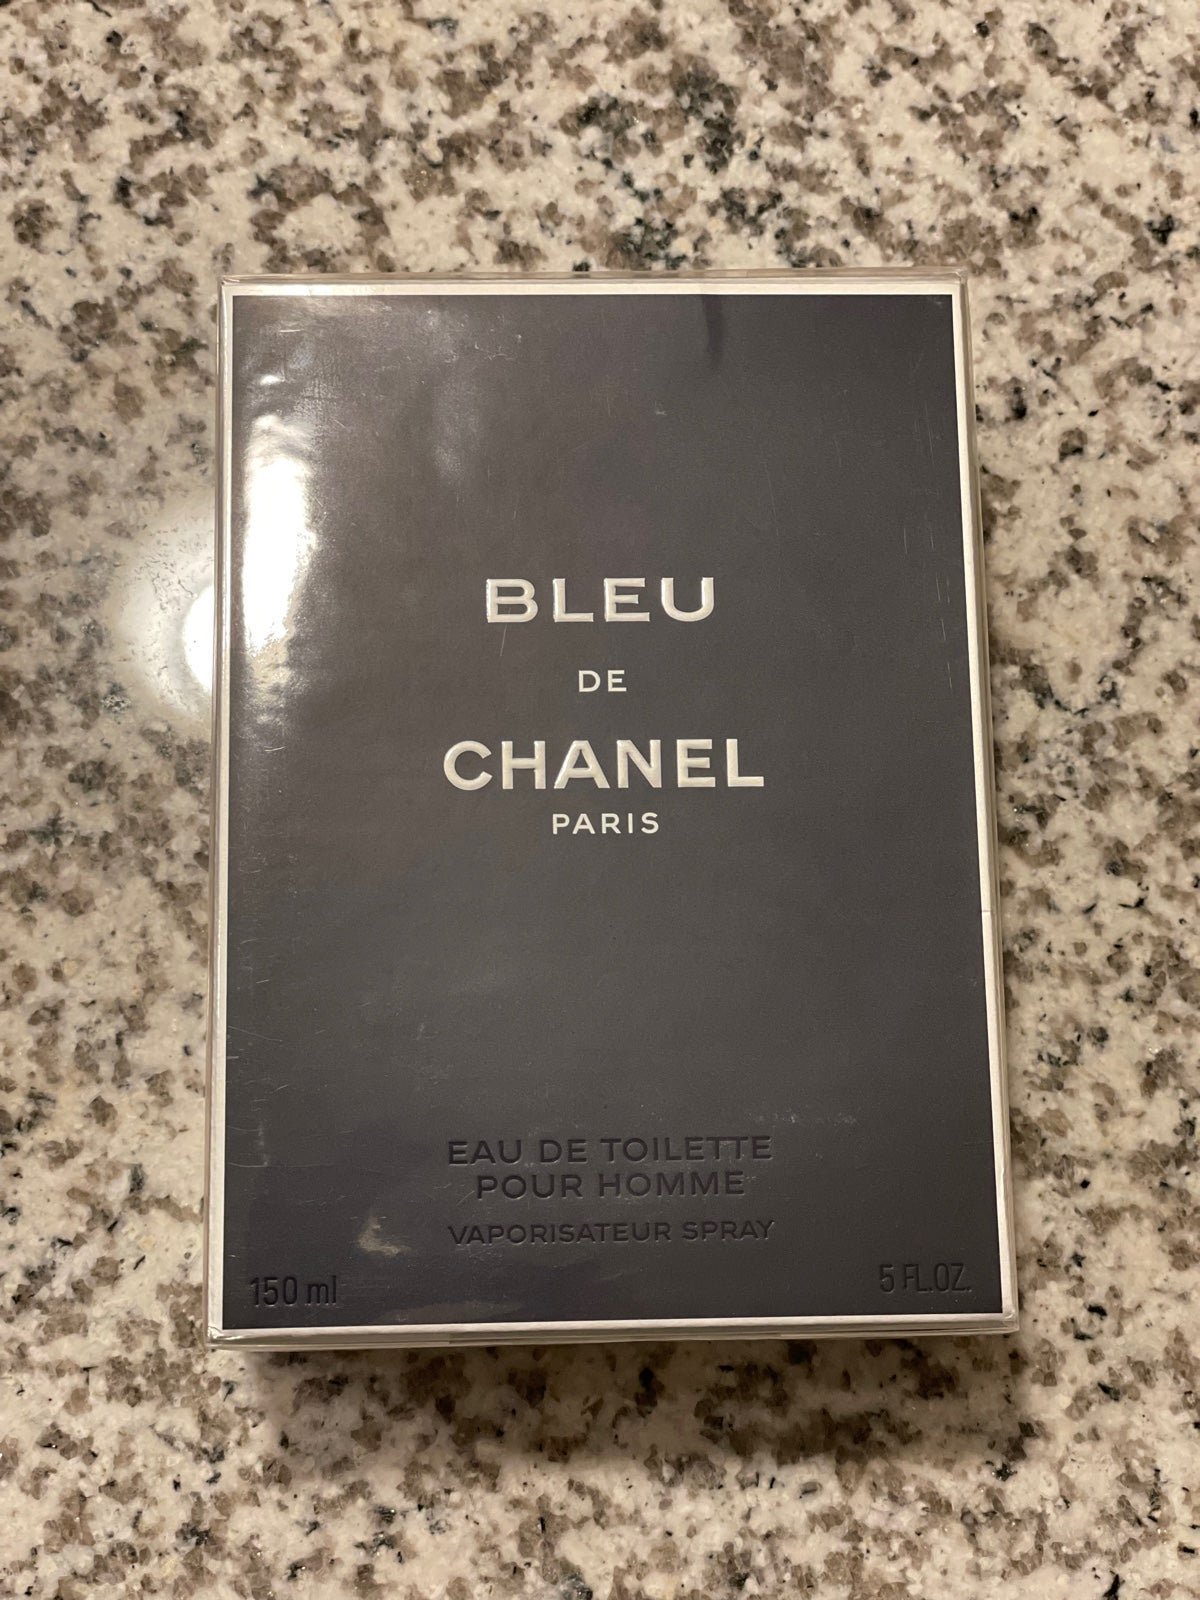 BLEU
DE
CHANEL
PARIS
EAU DE TOILETTE
POUR HOMME
VAPORISATEUR SPRAY
150 ml 5 FL.OZ.